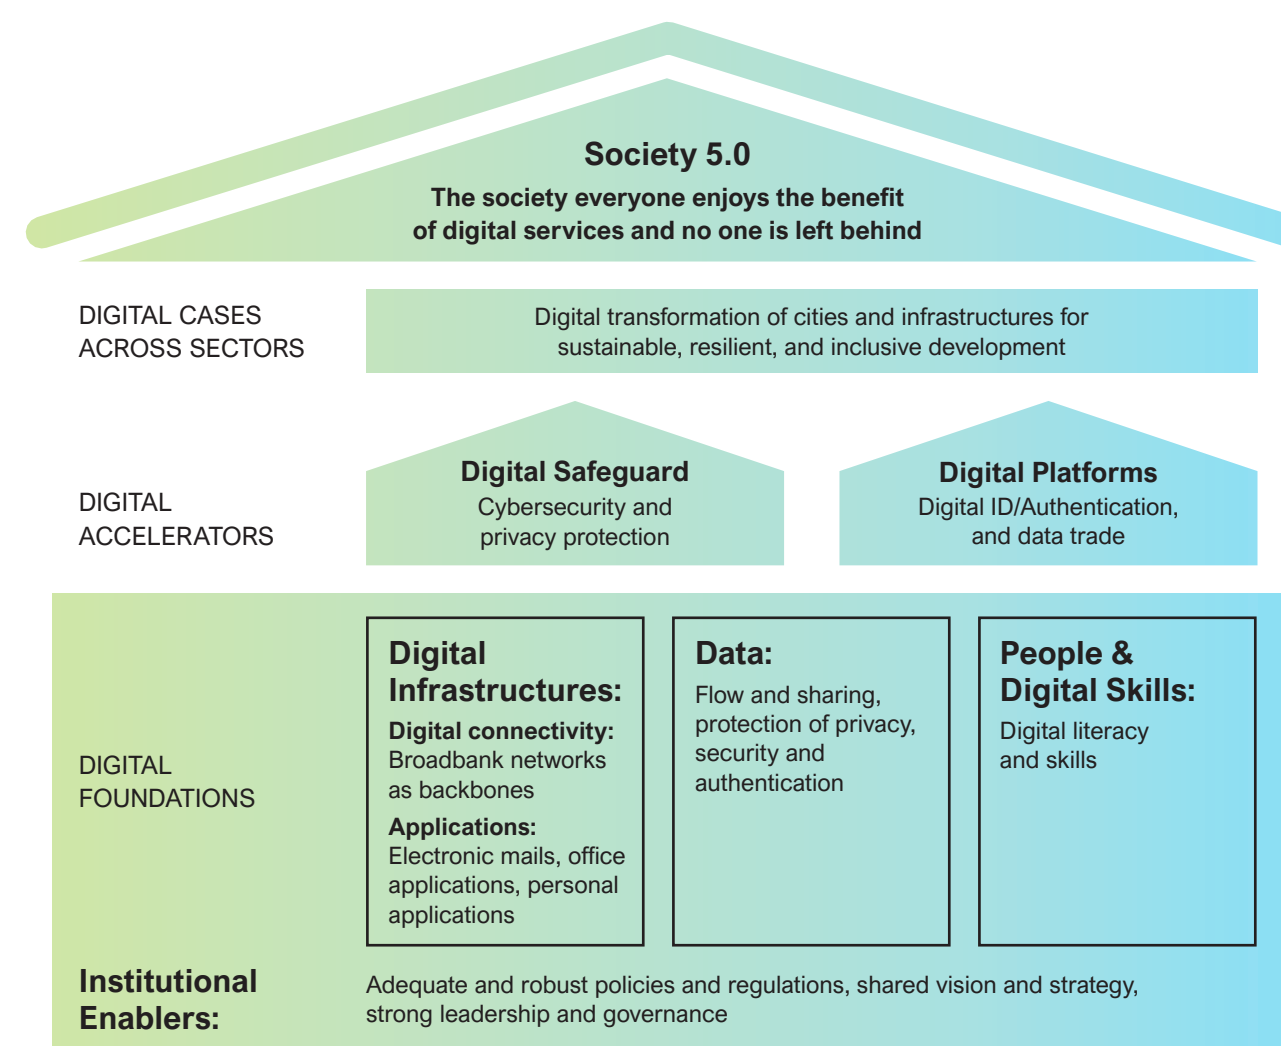 Society 5.0
The society everyone enjoys the benefit
of digital services and no one is left behind
DIGITAL CASES
ACROSS SECTORS
Digital transformation of cities and infrastructures for
sustainable, resilient, and inclusive development
DIGITAL
ACCELERATORS
Digital Safeguard
Cybersecurity and
privacy protection
Digital Platforms
Digital ID/Authentication,
and data trade
DIGITAL
FOUNDATIONS
Digital
Infrastructures:
Digital connectivity:
Broadbank networks
as backbones
Applications:
Electronic mails, office
applications, personal
applications
Data:
Flow and sharing,
protection of privacy,
security and
authentication
People &
Digital Skills:
Digital literacy
and skills
Institutional
Enablers:
Adequate and robust policies and regulations, shared vision and strategy,
strong leadership and governance